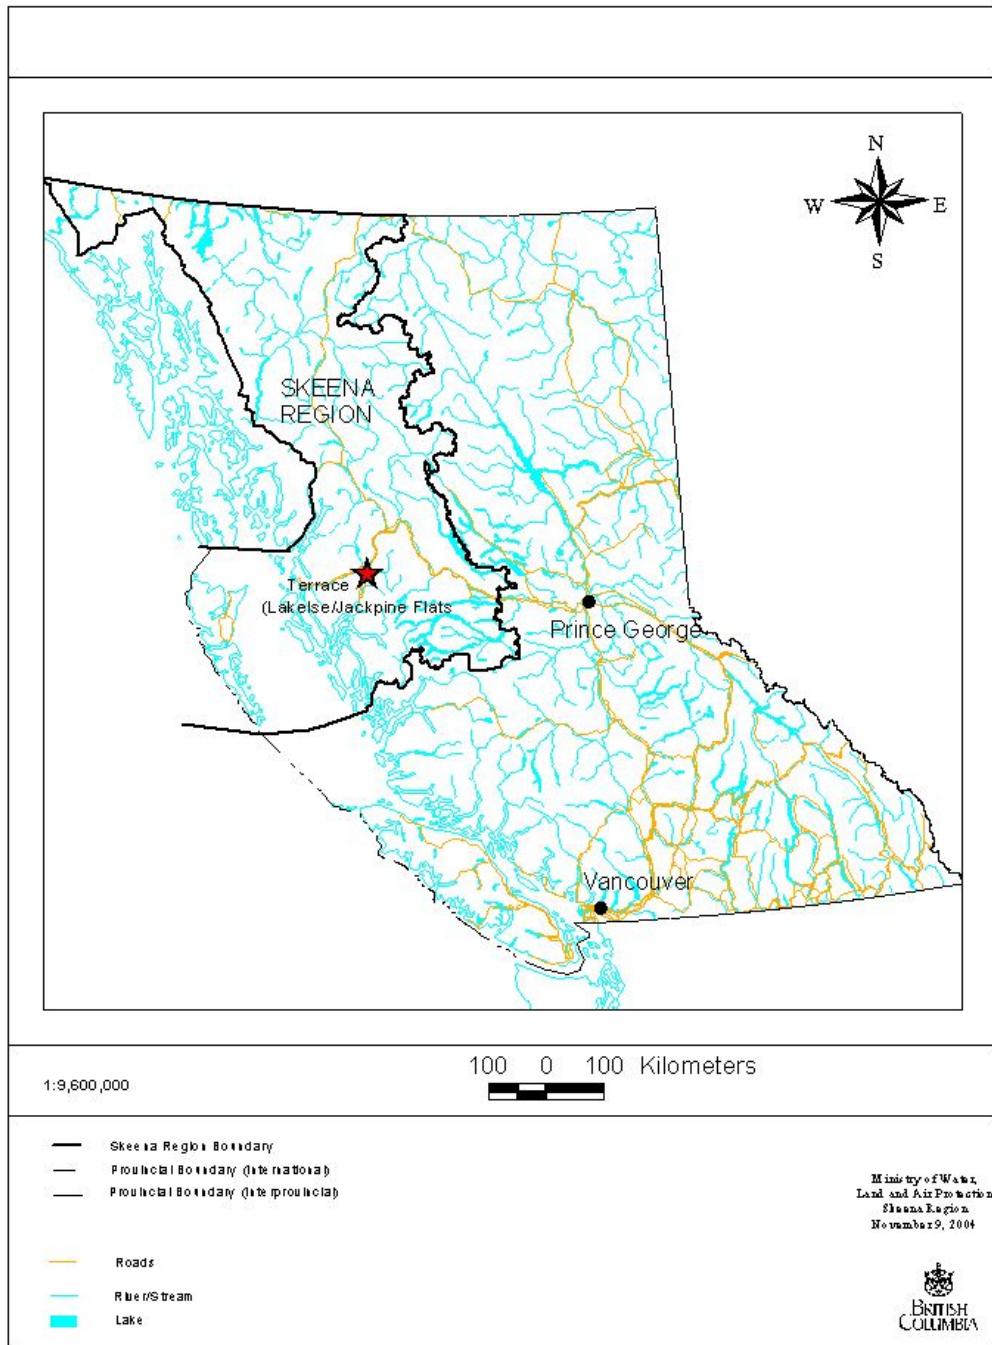 N
W E
S
SKEENA
REGION
Terrace
(Lakelse/Jackpine Flats
Prince George
Vancouver
100 0 100 Kilometers
1:9,600,000
Skeena Region Boundary
Provincial Boundary (International)
Provincial Boundary (Interprovincial)
Ministry of Water,
Land and Air Protection
Skeena Region
November 9, 2004
Roads
River/Stream
Lake
BRITISH
COLUMBIA